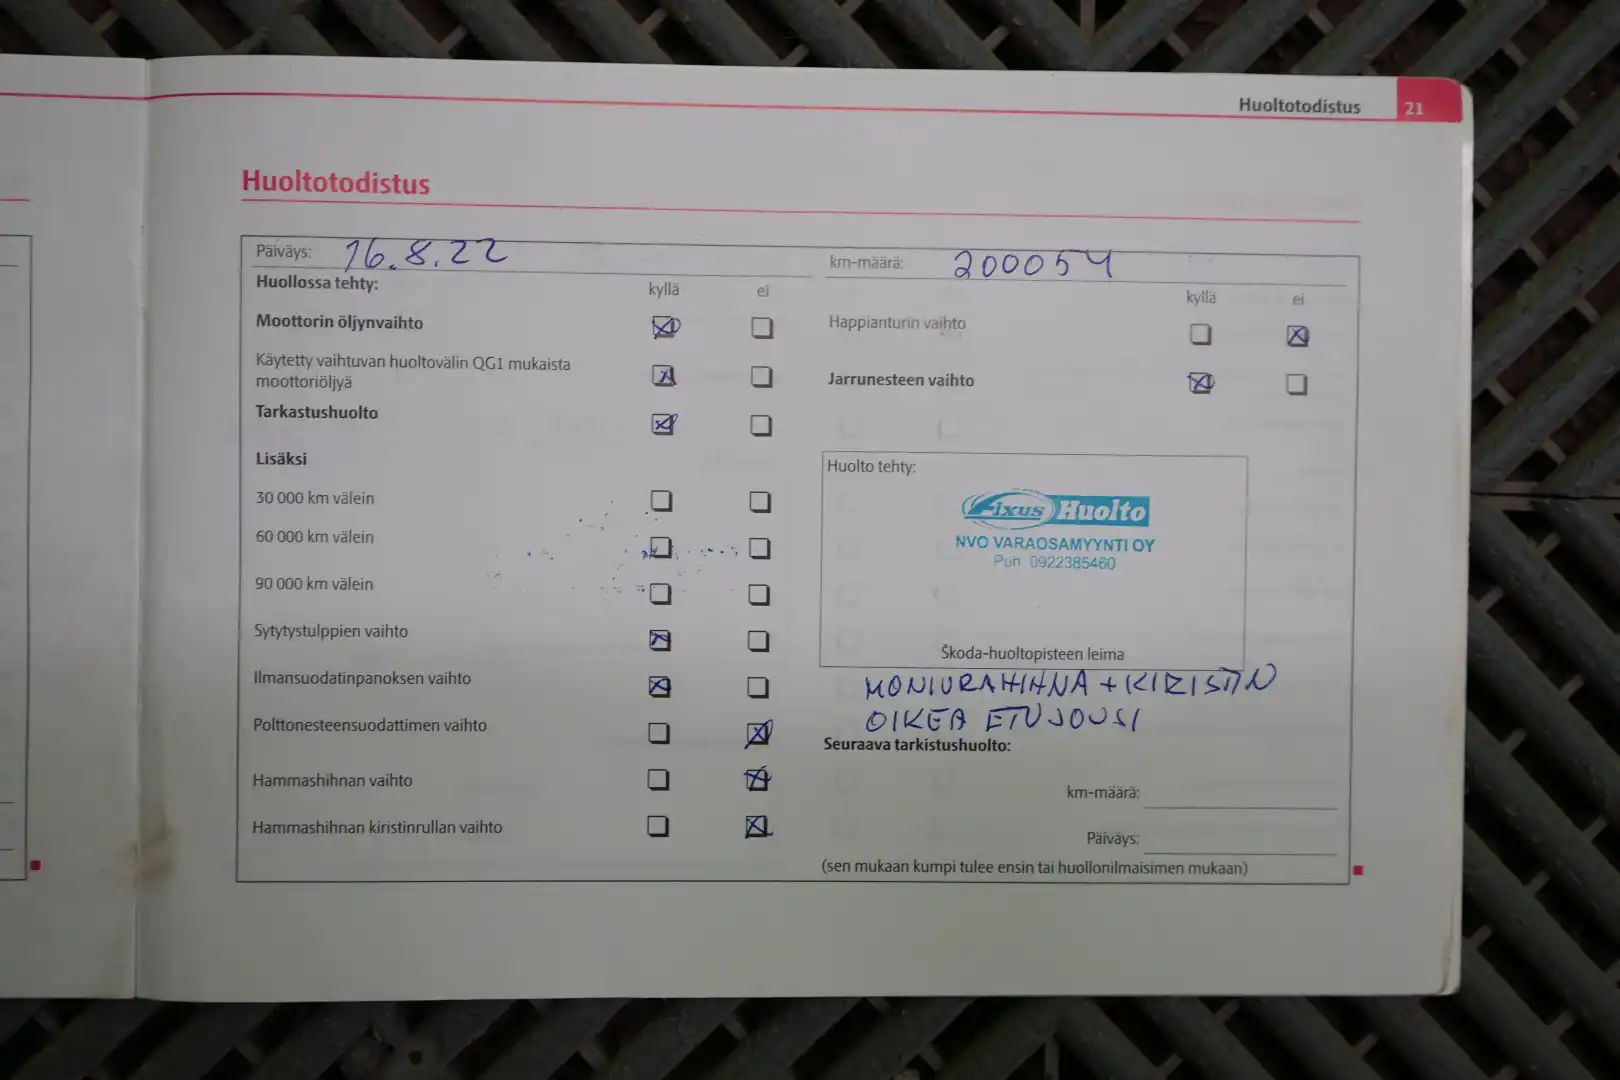 Huoltotodistus 21
Huoltotodistus
Päiväys: 16.8.22
km-määrä: 200054
Huollossa tehty: kyllä ei
kyllä ei
Moottorin öljynvaihto
Happianturin vaihto
Käytetty vaihtuvan huoltovälin QG1 mukaista
moottoriöljyä
Jarrunesteen vaihto
Tarkastushuolto
Lisäksi
30 000 km välein
60 000 km välein
90 000 km välein
Sytytystulppien vaihto
Ilmansuodatinpanoksen vaihto
Polttonesteensuodattimen vaihto
Hammashihnan vaihto
Hammashihnan kiristinrullan vaihto
Huolto tehty:
Fixus Huolto
NVO VARAOSAMYYNTI OY
Puh 0922385460
Škoda-huoltopisteen leima
MONIURAHIHNA + KIRISTIN
OIKEA ETUJOUSI
Seuraava tarkistushuolto:
km-määrä:
Päiväys:
(sen mukaan kumpi tulee ensin tai huollonilmaisimen mukaan)